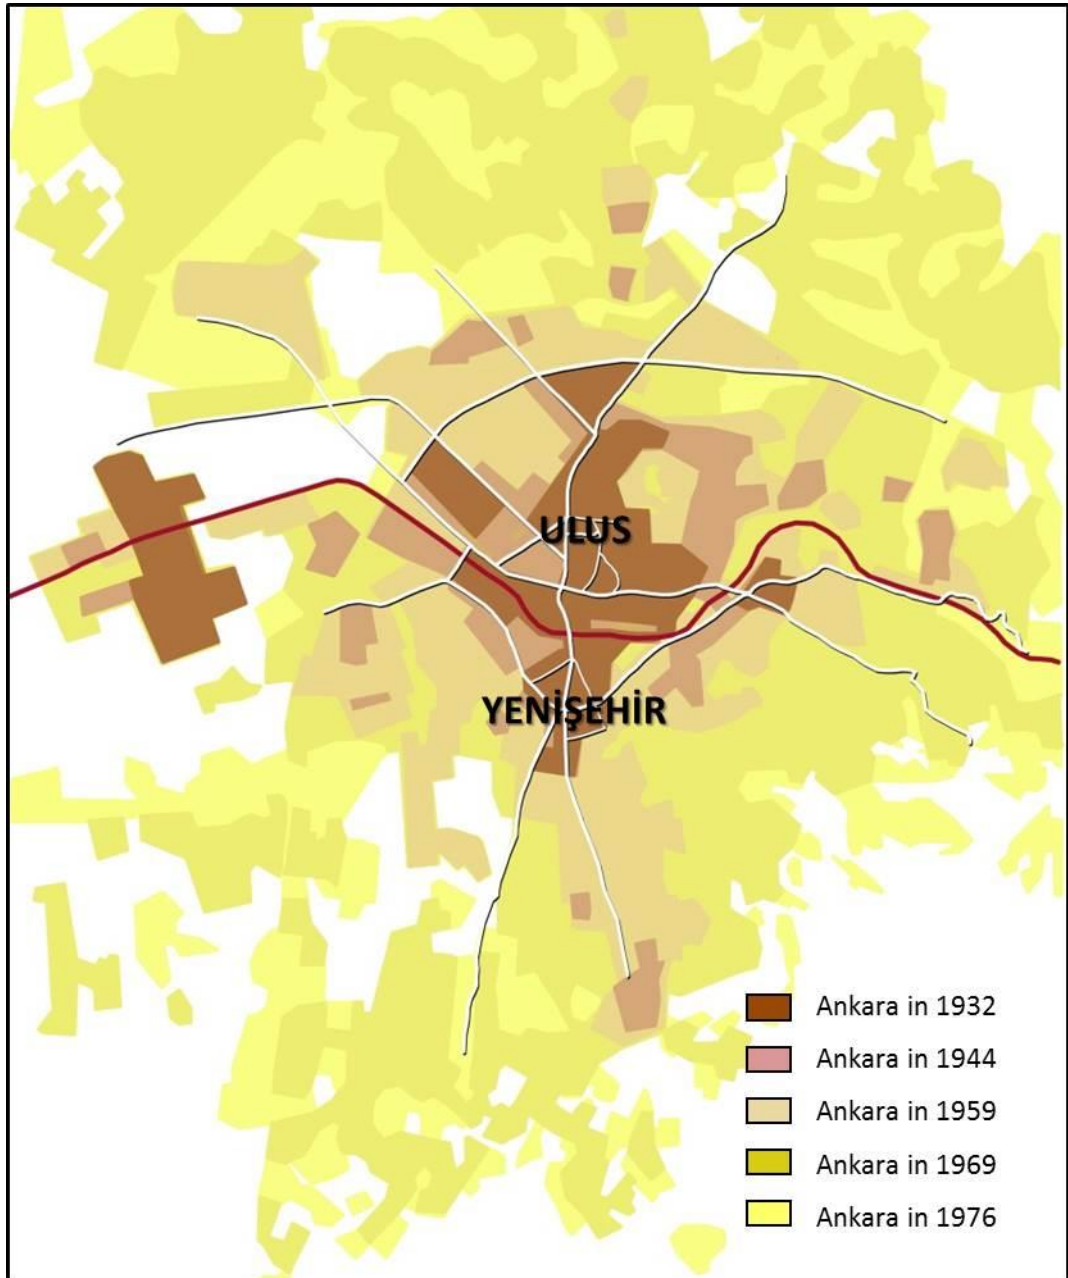 ULUS
YENİŞEHİR
Ankara in 1932
Ankara in 1944
Ankara in 1959
Ankara in 1969
Ankara in 1976